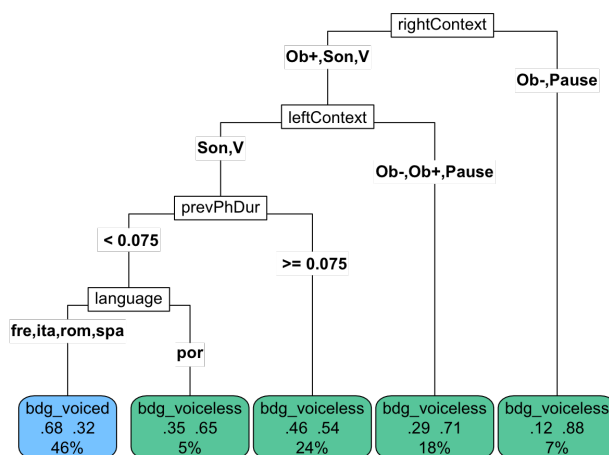 rightContext
Ob+,Son,V
Ob-,Pause
leftContext
Son,V
Ob-,Ob+,Pause
prevPhDur
< 0.075
>= 0.075
language
fre,ita,rom,spa
por
bdg_voiced
.68 .32
46%
bdg_voiceless
.35 .65
5%
bdg_voiceless
.46 .54
24%
bdg_voiceless
.29 .71
18%
bdg_voiceless
.12 .88
7%